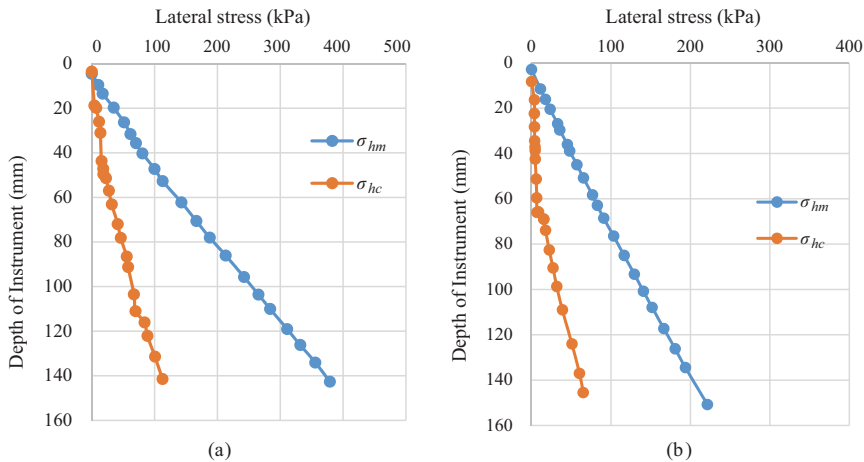 Lateral stress (kPa)
0 100 200 300 400 500
0
20
40
60
80
100
120
140
160
Depth of Instrument (mm)
σhm
σhc
(a)
Lateral stress (kPa)
0 100 200 300 400
0
20
40
60
80
100
120
140
160
Depth of Instrument (mm)
σhm
σhc
(b)